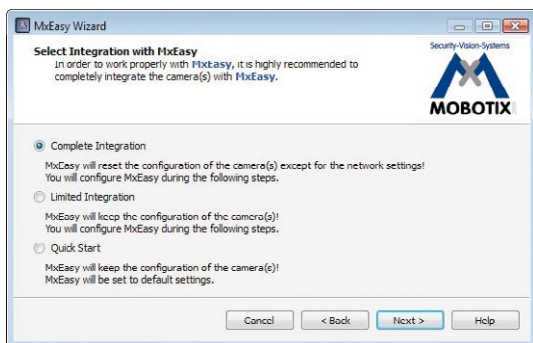 MxEasy Wizard
Select Integration with MxEasy
In order to work properly with MxEasy, it is highly recommended to
completely integrate the camera(s) with MxEasy.
Security-Vision-Systems
MOBOTIX
Complete Integration
MxEasy will reset the configuration of the camera(s) except for the network settings!
You will configure MxEasy during the following steps.
Limited Integration
MxEasy will keep the configuration of the camera(s)!
You will configure MxEasy during the following steps.
Quick Start
MxEasy will keep the configuration of the camera(s)!
MxEasy will be set to default settings.
Cancel
< Back
Next >
Help